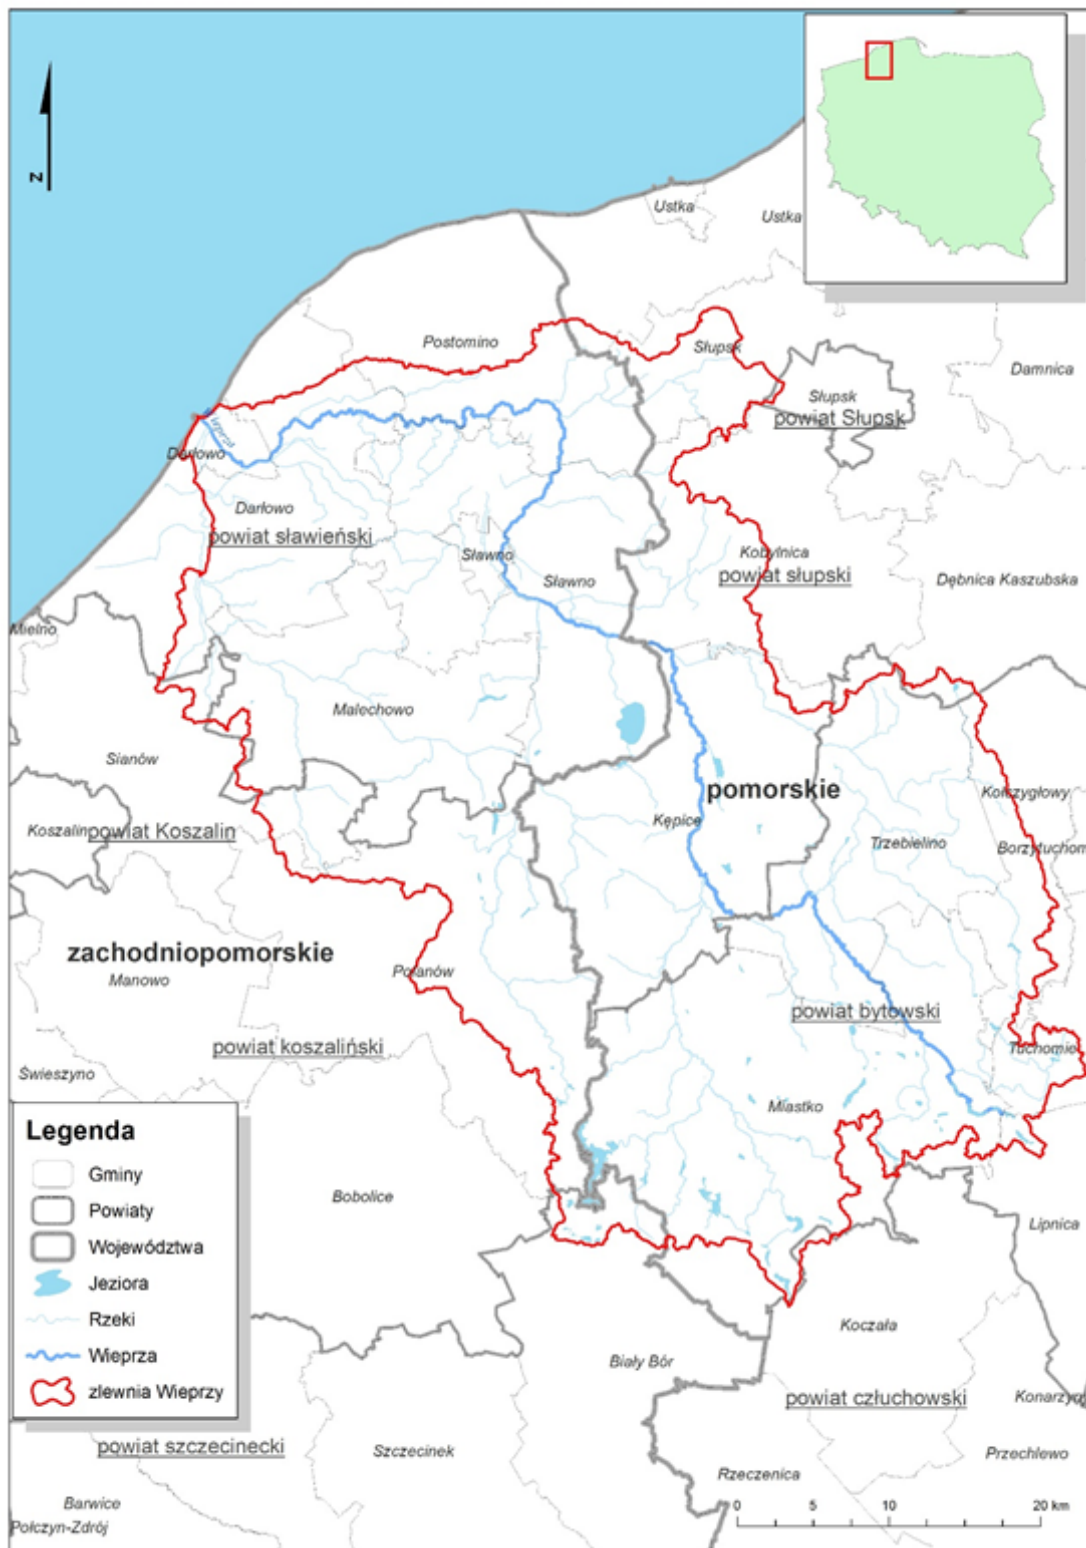 N
Ustka
Ustka
Postomino
Słupsk
Damnica
Słupsk
powiat Słupsk
Wieprza
Darłowo
Darłowo
powiat sławieński
Sławno
Sławno
Kobylnica
powiat słupski
Dębnica Kaszubska
Mielno
Malechowo
Sianów
pomorskie
Kołczygłowy
Koszalin
powiat Koszalin
Kępice
Trzebielino
Borzytuchom
zachodniopomorskie
Manowo
Polanów
powiat bytowski
powiat koszaliński
Tuchomie
Świeszyno
Miastko
Legenda
Gminy
Powiaty
Województwa
Jeziora
Rzeki
Wieprza
zlewnia Wieprzy
Bobolice
Lipnica
Koczała
Biały Bór
powiat człuchowski
Konarzyn
powiat szczecinecki
Szczecinek
Przechlewo
Rzeczenica
Barwice
Połczyn-Zdrój
0 5 10 20 km